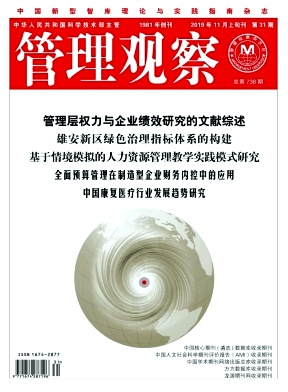 中国新型智库理论与实践指南杂志
中华人民共和国科学技术部主管 1981年创刊 2019年11月上旬刊 第31期
管理观察
总第738期
管理层权力与企业绩效研究的文献综述
雄安新区绿色治理指标体系的构建
基于情境模拟的人力资源管理教学实践模式研究
全面预算管理在制造型企业财务内控中的应用
中国康复医疗行业发展趋势研究
ISSN 1674-2877
31>
9 771674 287196
中国核心期刊（遴选）数据库收录期刊
中国人文社会科学期刊评价报告（AMI）收录期刊
中国学术期刊网络出版总库收录期刊
万方数据库收录期刊
龙源期刊网收录期刊